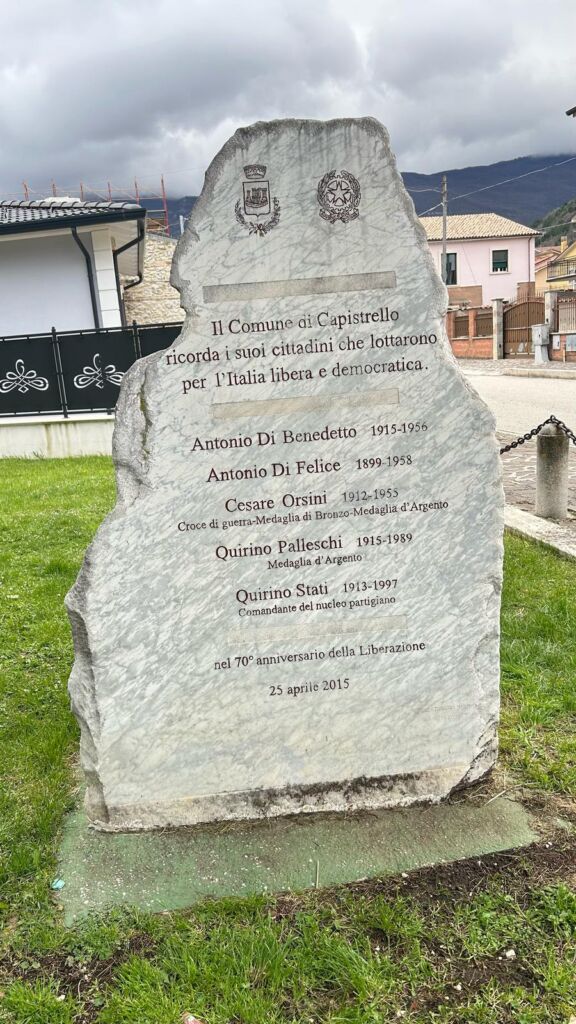 Il Comune di Capistrello
ricorda i suoi cittadini che lottarono
per l'Italia libera e democratica.
Antonio Di Benedetto 1915-1956
Antonio Di Felice 1899-1958
Cesare Orsini 1912-1955
Croce di guerra-Medaglia di Bronzo-Medaglia d'Argento
Quirino Palleschi 1915-1989
Medaglia d'Argento
Quirino Stati 1913-1997
Comandante del nucleo partigiano
nel 70° anniversario della Liberazione
25 aprile 2015